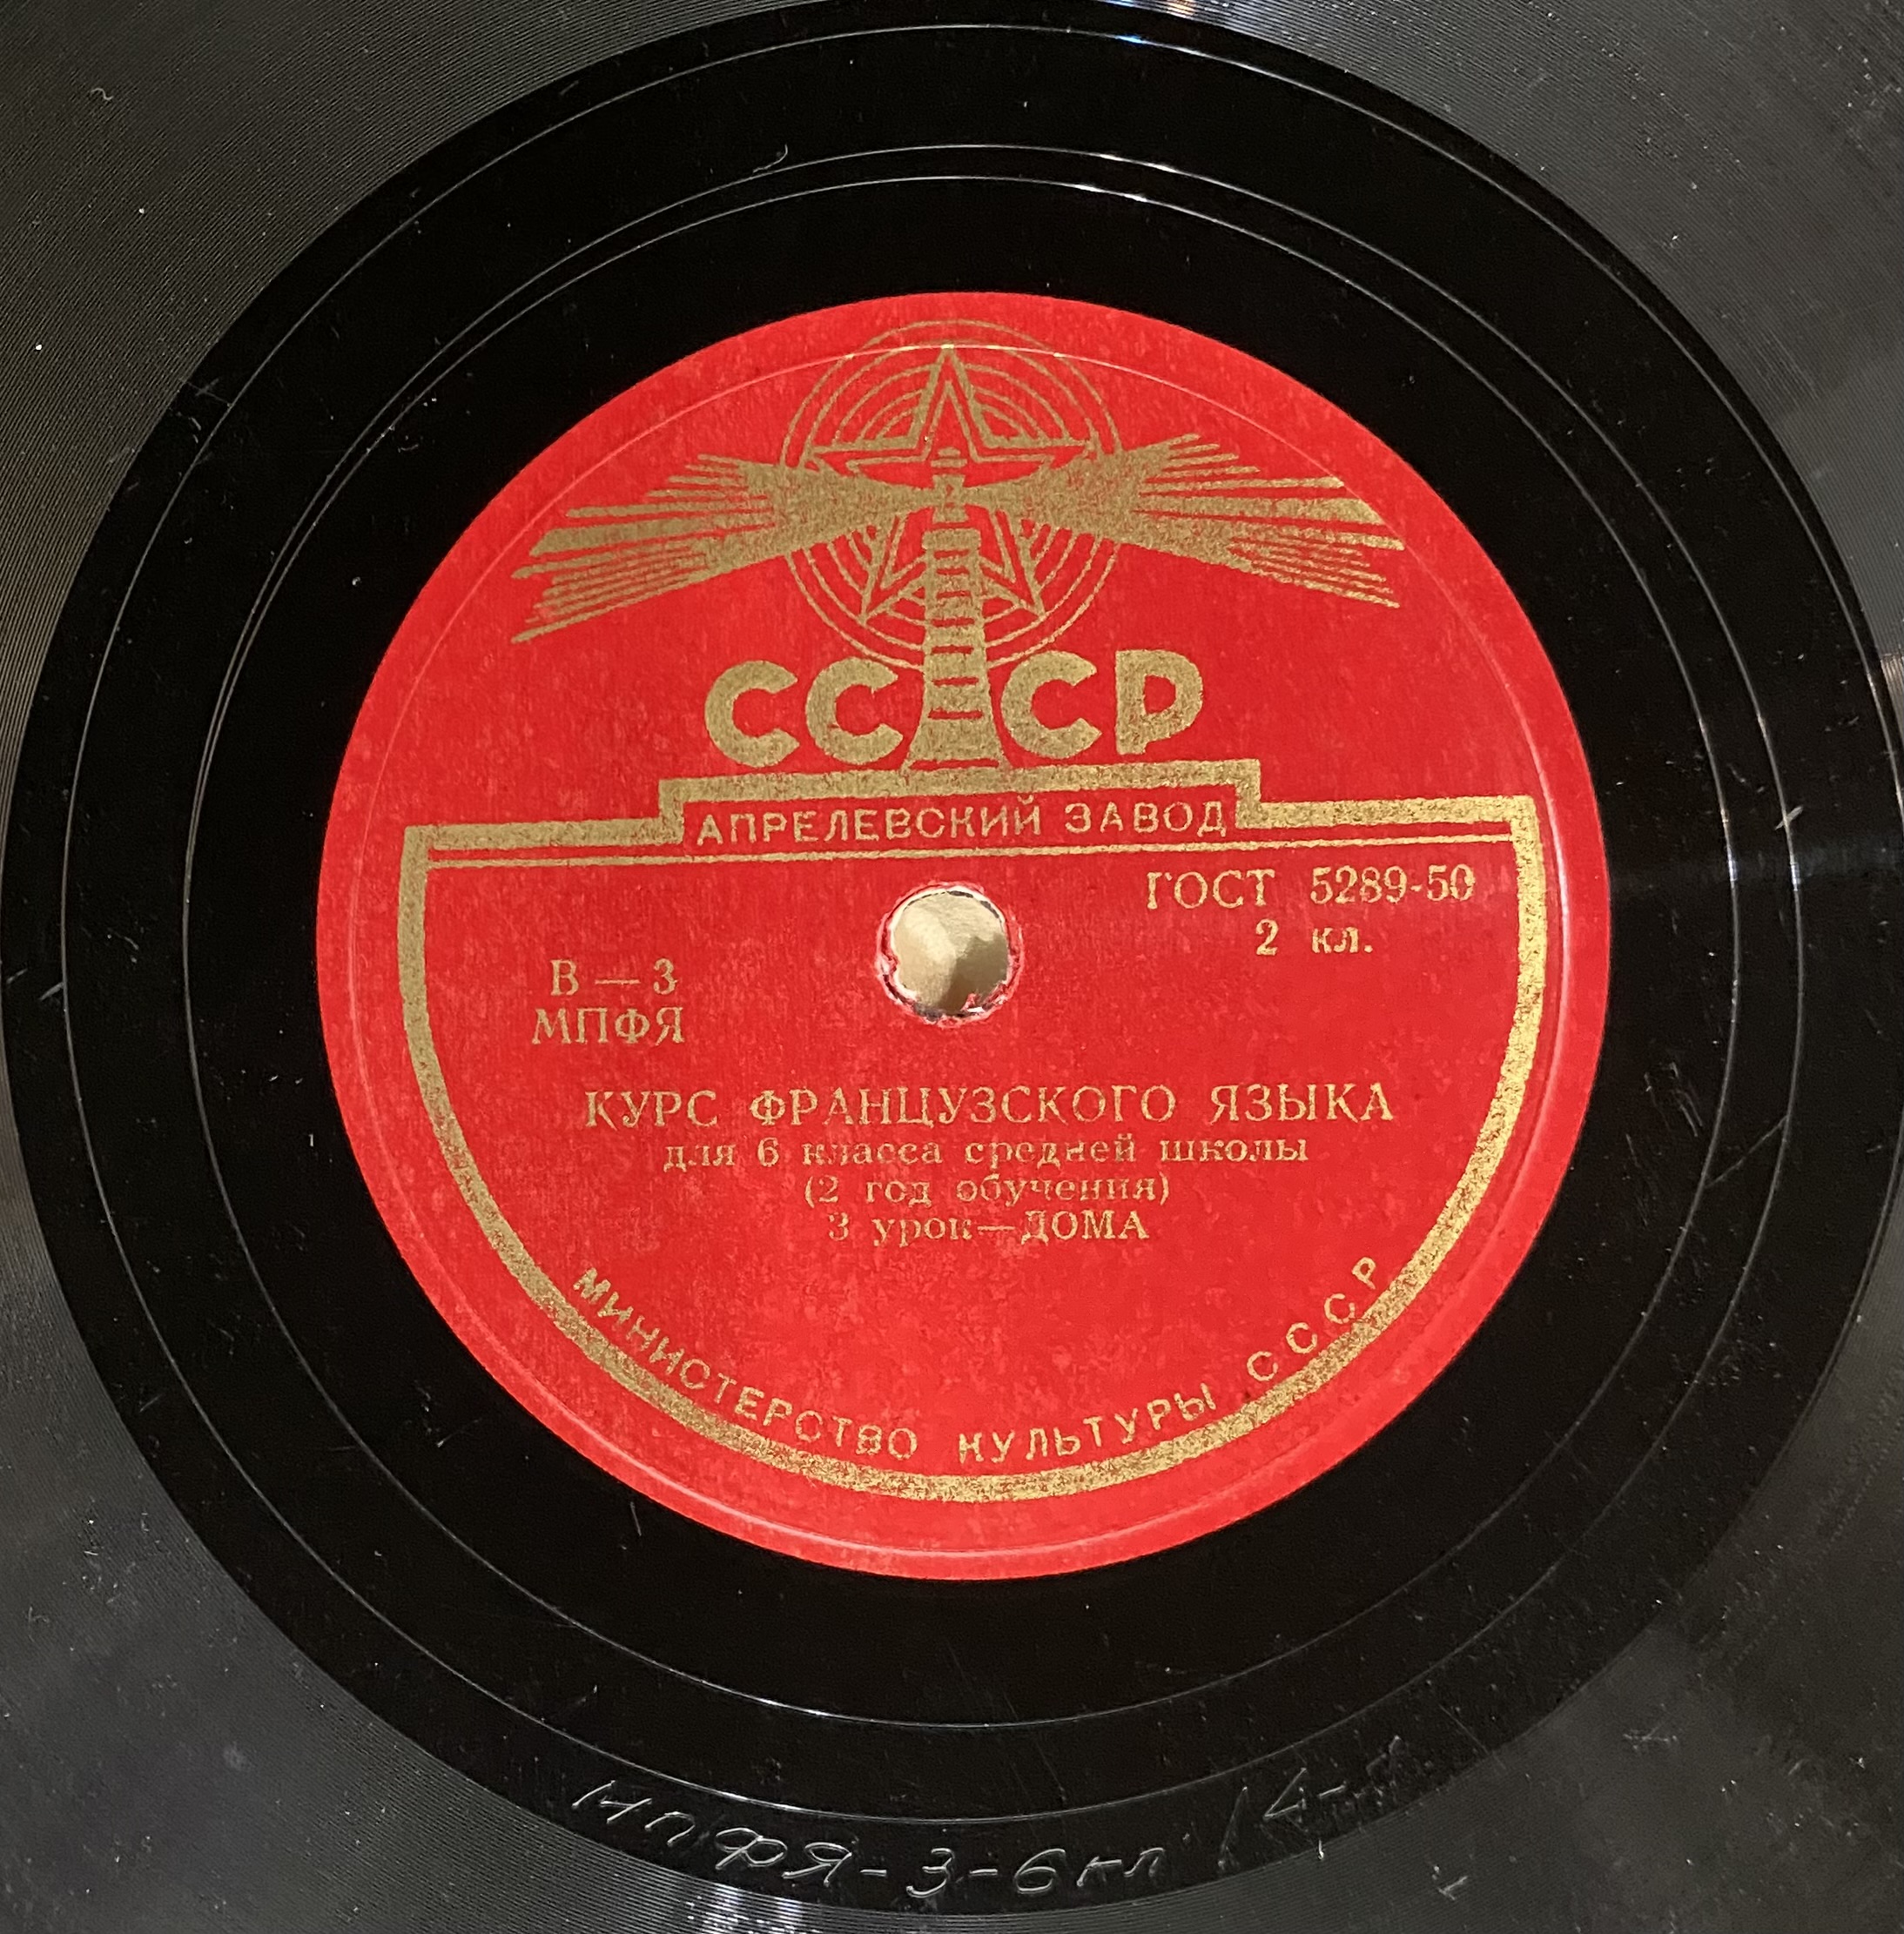 СССР
АПРЕЛЕВСКИЙ ЗАВОД
ГОСТ 5289-50
2 кл.
В — 3
МПФЯ
КУРС ФРАНЦУЗСКОГО ЯЗЫКА
для 6 класса средней школы
(2 год обучения)
3 урок—ДОМА
МИНИСТЕРСТВО КУЛЬТУРЫ СССР
МПФЯ-3-6кл